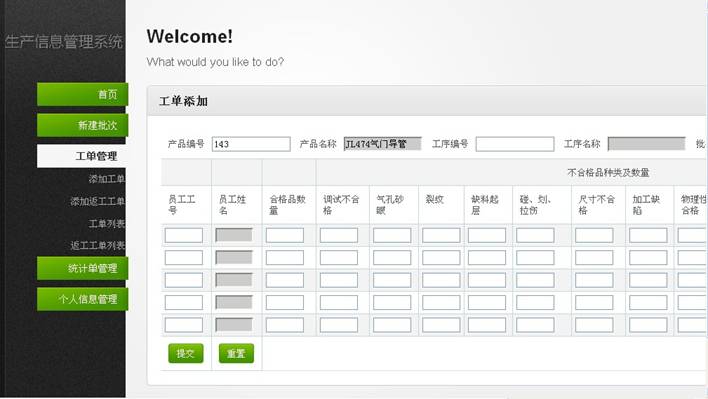 生产信息管理系统
Welcome!
What would you like to do?
首页
新建批次
工单管理
添加工单
添加返工工单
工单列表
返工工单列表
统计单管理
个人信息管理
工单添加
产品编号 143 产品名称 JL474气门导管 工序编号 工序名称 批
不合格品种类及数量
员工工号 员工姓名 合格品数量 调试不合格 气孔砂眼 裂纹 缺料起层 碰、划、拉伤 尺寸不合格 加工缺陷 物理性 合格
提交 重置